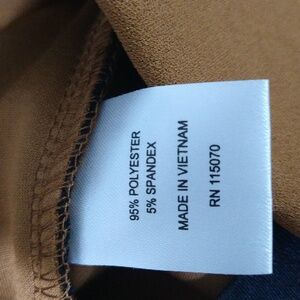 95% POLYESTER
5% SPANDEX
MADE IN VIETNAM
RN 115070